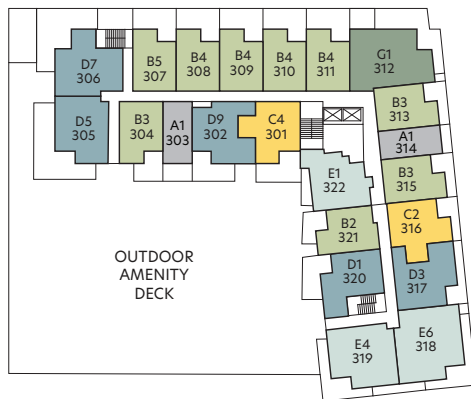 D7
306
B5
307
B4
308
B4
309
B4
310
B4
311
G1
312
D5
305
B3
304
A1
303
D9
302
C4
301
B3
313
A1
314
B3
315
E1
322
C2
316
B2
321
D1
320
D3
317
E4
319
E6
318
OUTDOOR
AMENITY
DECK